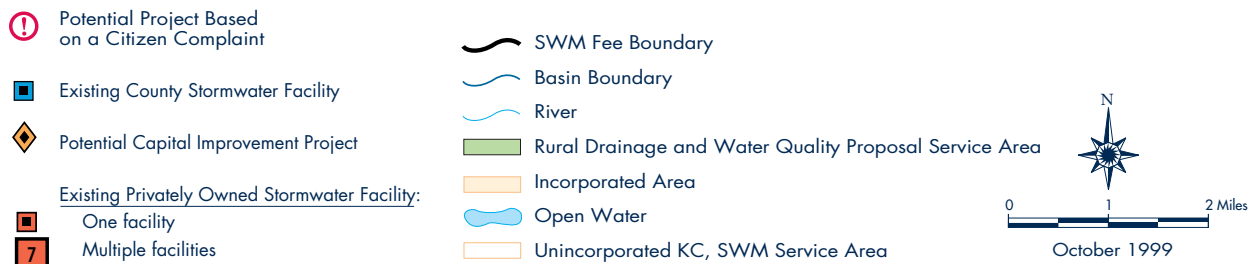 Potential Project Based
on a Citizen Complaint
Existing County Stormwater Facility
Potential Capital Improvement Project
Existing Privately Owned Stormwater Facility:
One facility
7
Multiple facilities
SWM Fee Boundary
Basin Boundary
River
Rural Drainage and Water Quality Proposal Service Area
Incorporated Area
Open Water
Unincorporated KC, SWM Service Area
N
0 1 2 Miles
October 1999